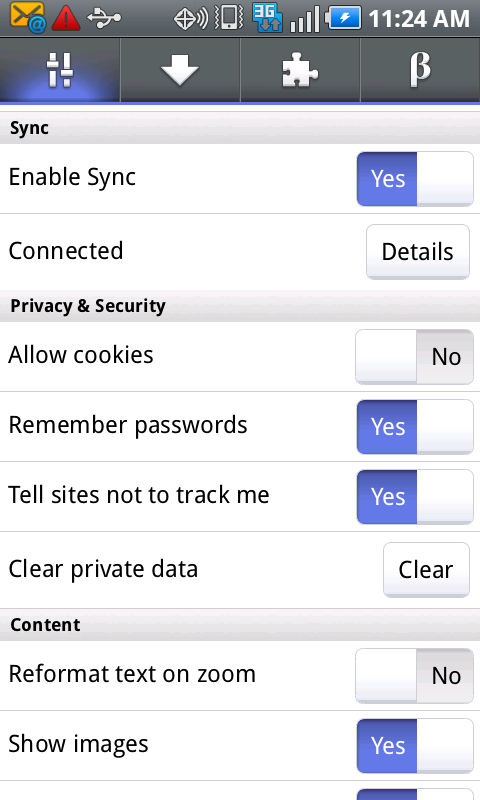 3G 11:24 AM
β
Sync
Enable Sync Yes
Connected Details
Privacy & Security
Allow cookies No
Remember passwords Yes
Tell sites not to track me Yes
Clear private data Clear
Content
Reformat text on zoom No
Show images Yes